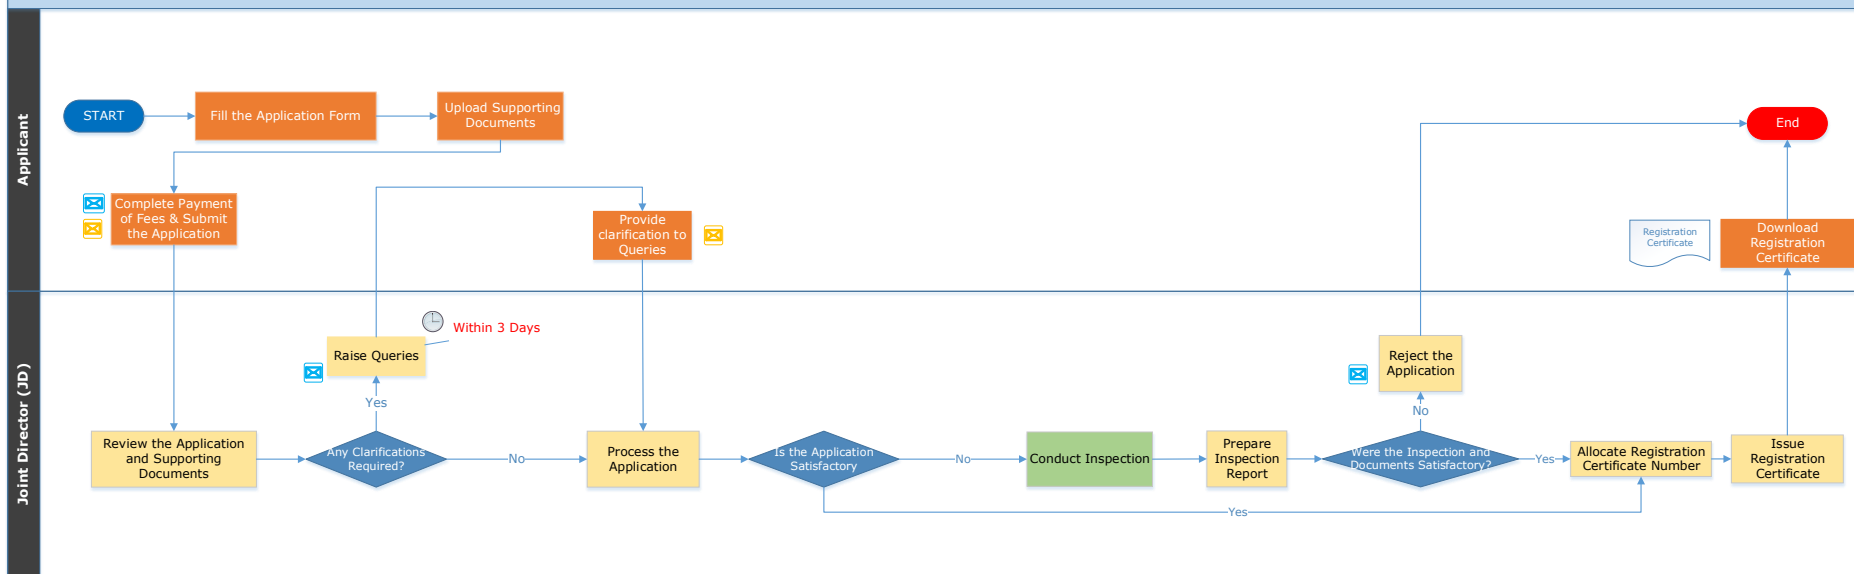 Applicant
START
Fill the Application Form
Upload Supporting
Documents
Complete Payment
of Fees & Submit
the Application
Provide
clarification to
Queries
End
Registration
Certificate
Download
Registration
Certificate
Joint Director (JD)
Within 3 Days
Raise Queries
Yes
Review the Application
and Supporting
Documents
Any Clarifications
Required?
No
Process the
Application
Is the Application
Satisfactory
No
Yes
Conduct Inspection
Prepare
Inspection
Report
Reject the
Application
No
Were the Inspection and
Documents Satisfactory?
Yes
Allocate Registration
Certificate Number
Issue
Registration
Certificate